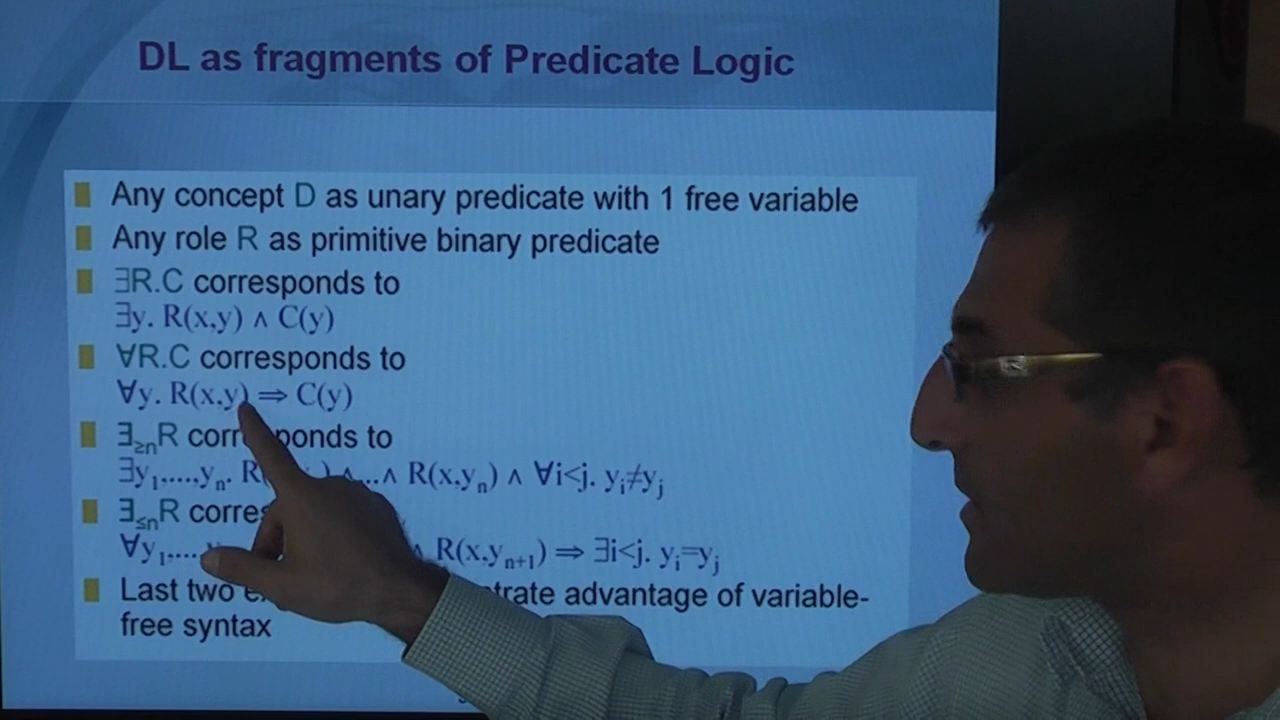 DL as fragments of Predicate Logic
Any concept D as unary predicate with 1 free variable
Any role R as primitive binary predicate
∃R.C corresponds to
∃y. R(x,y) ∧ C(y)
∀R.C corresponds to
∀y. R(x,y) ⇒ C(y)
∃≥nR corr ponds to
∃y1,...,yn. R ∧...∧ R(x,yn) ∧ ∀i<j. yi≠yj
∃≤nR corres
∀y1,... R(x,yn+1) ⇒ ∃i<j. yi=yj
Last two advantage of variable-
free syntax